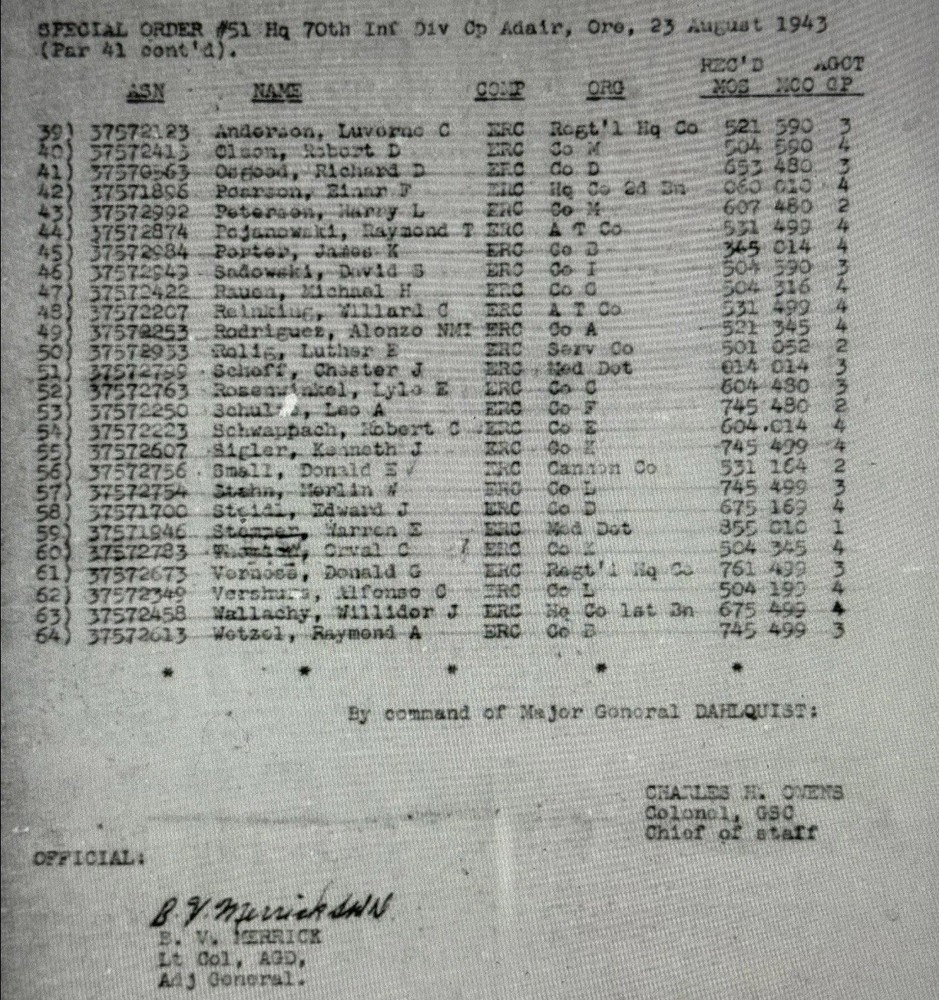 SPECIAL ORDER #51 Hq 70th Inf Div Cp Adair, Ore, 23 August 1943
(Par 41 cont'd).
REC'D AGCT
ASN NAME COMP ORG MOS MCO GP
39) 37572123 Anderson, Luverne C ERC Regt'l Hq Co 521 590 3
40) 37572413 Olson, Robert D ERC Co M 504 590 4
41) 37570563 Osgood, Richard D ERC Co D 653 480 3
42) 37571896 Pearson, Einar F ERC Hq Co 2d Bn 060 010 4
43) 37572992 Peterson, Harry L ERC Co M 607 480 2
44) 37572874 Pojanowski, Raymond T ERC A T Co 531 499 4
45) 37572984 Porter, James K ERC Co B 345 014 4
46) 37572949 Sadowski, David S ERC Co I 504 590 3
47) 37572422 Rauen, Michael H ERC Co G 504 316 4
48) 37572207 Reinking, Willard C ERC A T Co 531 499 4
49) 37572253 Rodriguez, Alonzo NMI ERC Co A 521 345 4
50) 37572933 Rolig, Luther E ERC Serv Co 501 052 2
51) 37572759 Schoff, Chester J ERC Med Det 014 014 3
52) 37572763 Rosenwinkel, Lyle E ERC Co C 604 480 3
53) 37572250 Schultz, Leo A ERC Co F 745 480 2
54) 37572223 Schwappach, Robert C ERC Co E 604 014 4
55) 37572607 Sigler, Kenneth J ERC Co K 745 499 4
56) 37572756 Small, Donald E ERC Cannon Co 531 164 2
57) 37572754 Stahn, Merlin W ERC Co L 745 499 3
58) 37571700 Steidl, Edward J ERC Co D 675 169 4
59) 37571946 Stemper, Warren E ERC Med Det 855 010 1
60) 37572783 Orval C ERC Co 504 345 4
61) 37572673 Verness, Donald G ERC Regt'l Hq Co 761 499 3
62) 37572349 Alfonso C ERC Co L 504 199 4
63) 37572458 Wallachy, Willidor J ERC Hq Co 1st Bn 675 499 4
64) 37572613 Wetzel, Raymond A ERC Co B 745 499 3
* * * * *
By command of Major General DAHLQUIST:
CHARLES H. OWENS
Colonel, GSC
Chief of staff
OFFICIAL:
B. V. Merrick
B. V. MERRICK
Lt Col, AGD,
Adj General.